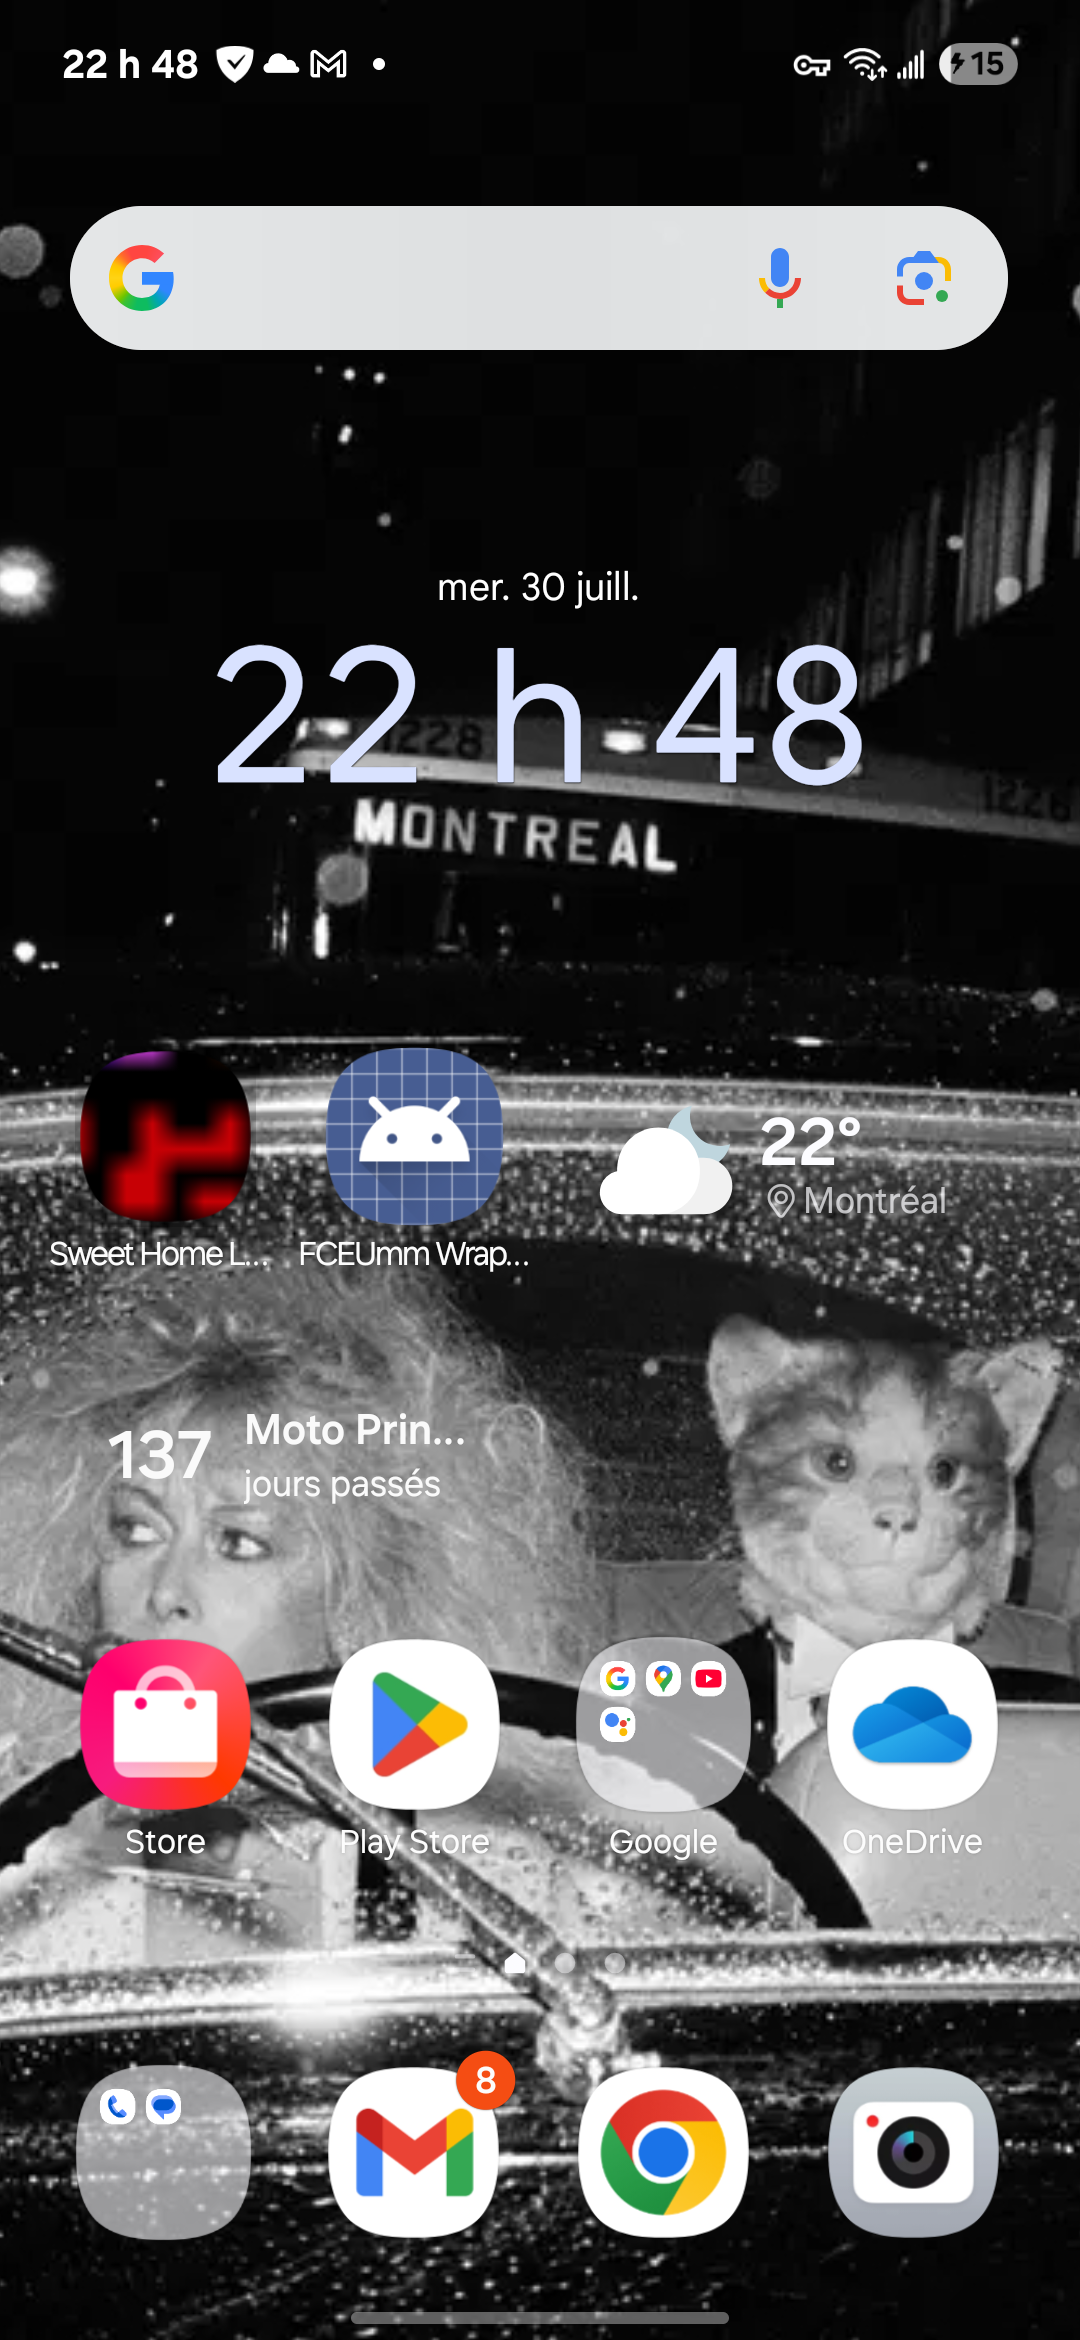 22 h 48
15
mer. 30 juill.
22 h 48
1228
1228
MONTREAL
22°
Montréal
Sweet Home L...
FCEUmm Wrap...
137
Moto Prin...
jours passés
Store
Play Store
Google
OneDrive
8